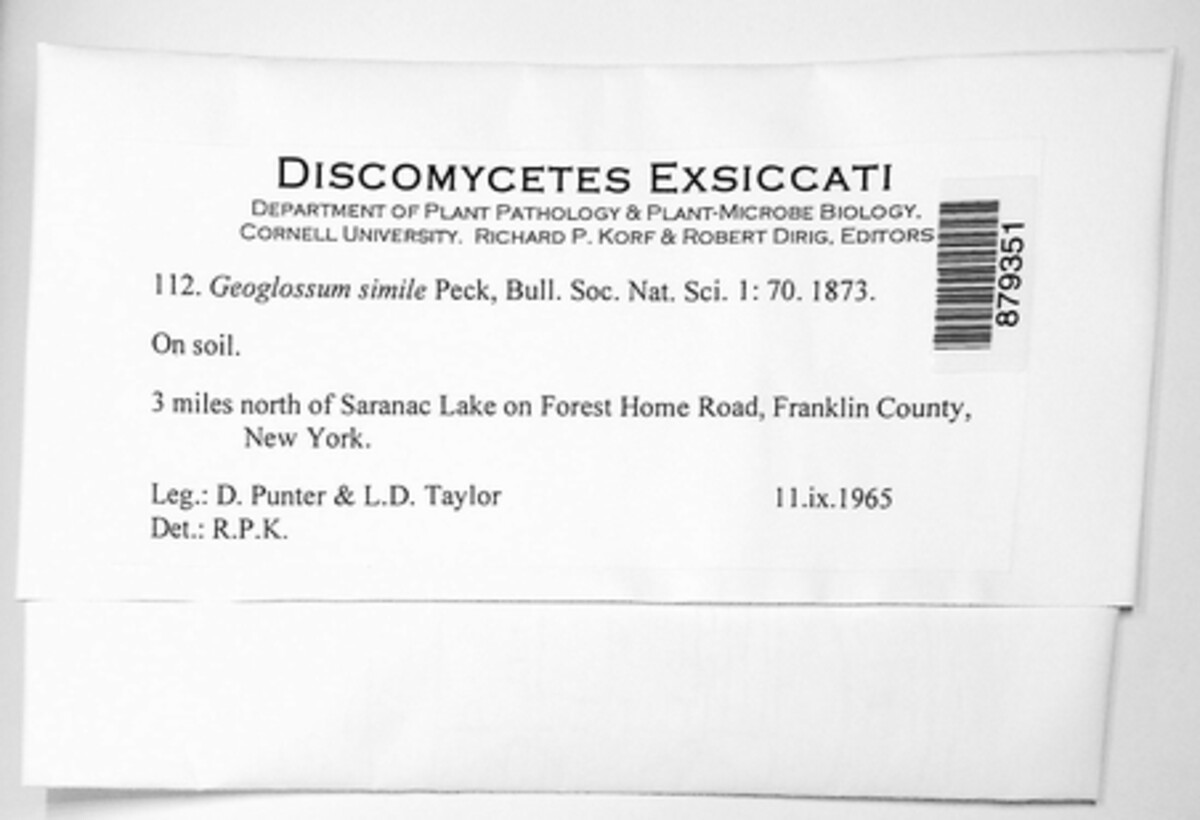 DISCOMYCETES EXSICCATI
DEPARTMENT OF PLANT PATHOLOGY & PLANT-MICROBE BIOLOGY,
CORNELL UNIVERSITY. RICHARD P. KORF & ROBERT DIRIG, EDITORS
879351
112. Geoglossum simile Peck, Bull. Soc. Nat. Sci. 1: 70. 1873.
On soil.
3 miles north of Saranac Lake on Forest Home Road, Franklin County,
New York.
Leg.: D. Punter & L.D. Taylor 11.ix.1965
Det.: R.P.K.